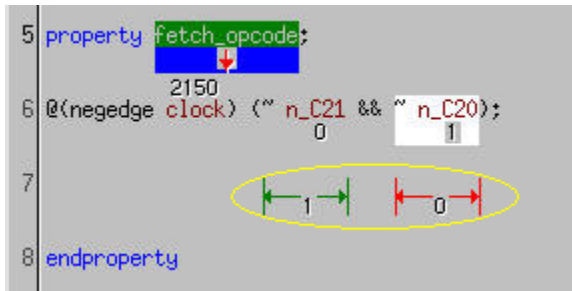 5 property fetch_opcode;
2150
6 @(negedge clock) (~ n_C21 && ~ n_C20);
0 1
7
1 0
8 endproperty